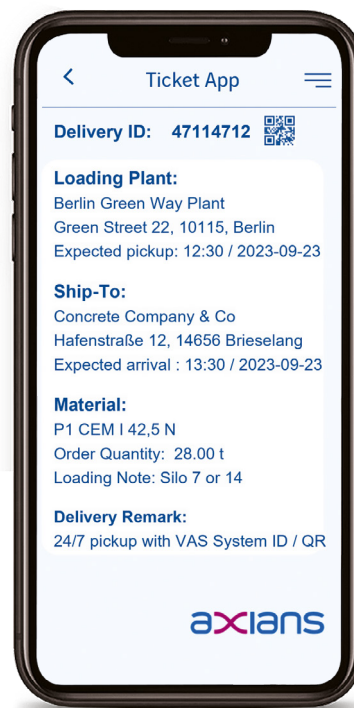 Ticket App
Delivery ID: 47114712
Loading Plant:
Berlin Green Way Plant
Green Street 22, 10115, Berlin
Expected pickup: 12:30 / 2023-09-23
Ship-To:
Concrete Company & Co
Hafenstraße 12, 14656 Brieselang
Expected arrival : 13:30 / 2023-09-23
Material:
P1 CEM I 42,5 N
Order Quantity: 28.00 t
Loading Note: Silo 7 or 14
Delivery Remark:
24/7 pickup with VAS System ID / QR
axians